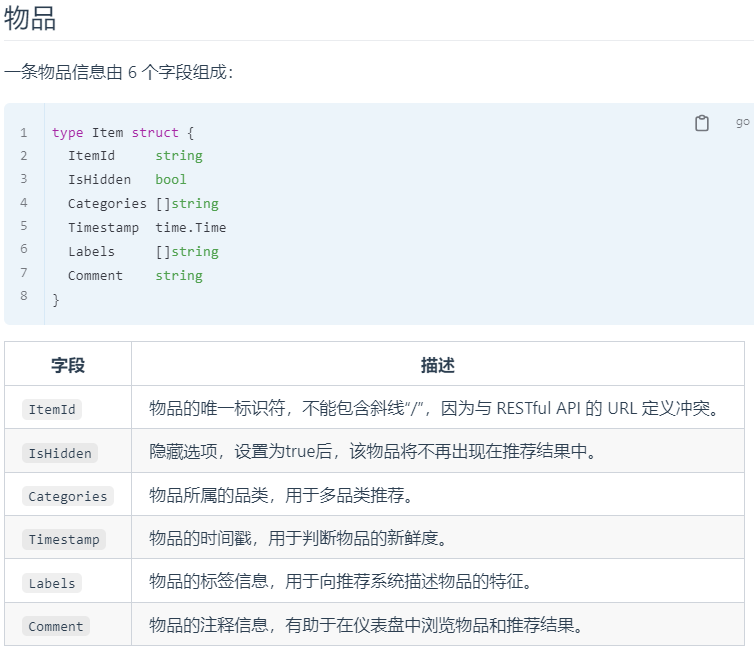 物品
一条物品信息由 6 个字段组成：
go
1 type Item struct {
2 ItemId string
3 IsHidden bool
4 Categories []string
5 Timestamp time.Time
6 Labels []string
7 Comment string
8 }
字段 描述
ItemId 物品的唯一标识符，不能包含斜线“/”，因为与 RESTful API 的 URL 定义冲突。
IsHidden 隐藏选项，设置为true后，该物品将不再出现在推荐结果中。
Categories 物品所属的品类，用于多品类推荐。
Timestamp 物品的时间戳，用于判断物品的新鲜度。
Labels 物品的标签信息，用于向推荐系统描述物品的特征。
Comment 物品的注释信息，有助于在仪表盘中浏览物品和推荐结果。